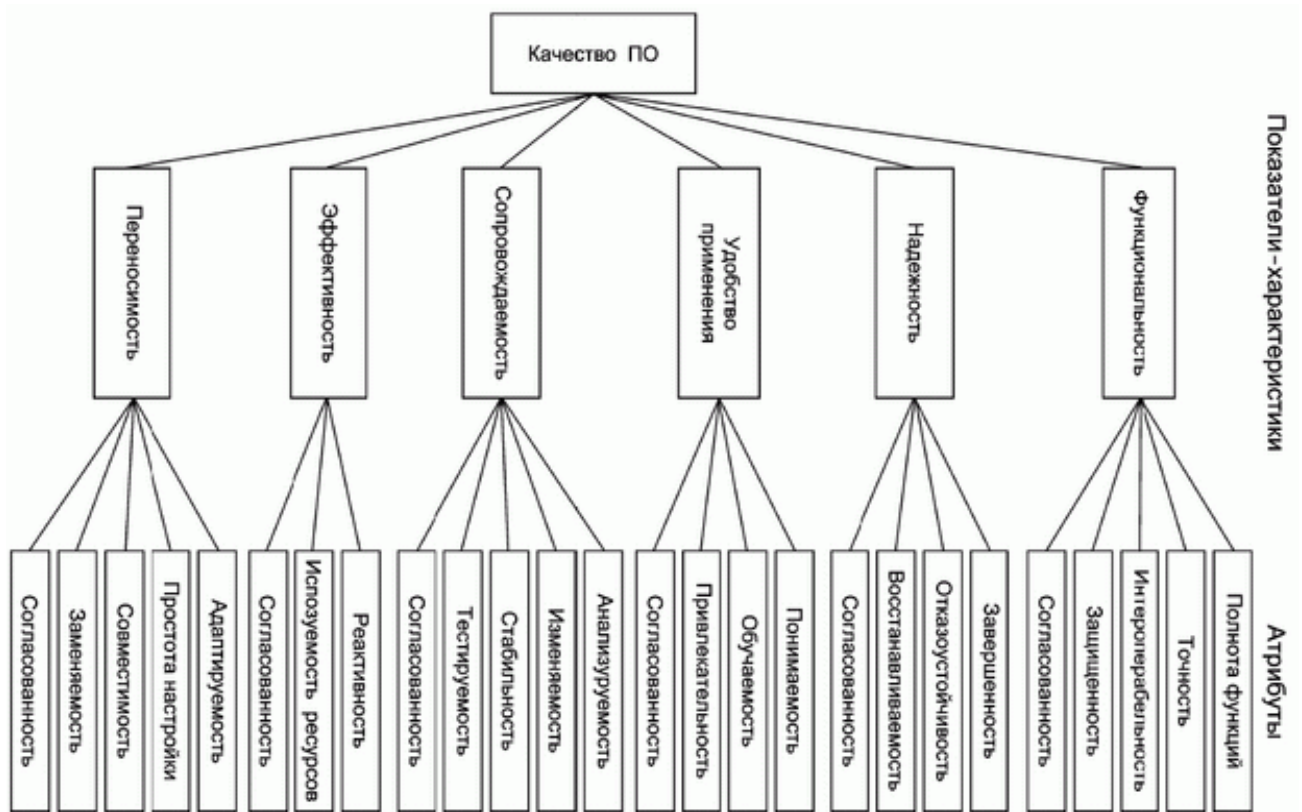 Качество ПО
Показатели-характеристики
Переносимость
Эффективность
Сопровождаемость
Удобство
применения
Надежность
Функциональность
Атрибуты
Согласованность
Заменяемость
Совместимость
Простота настройки
Адаптируемость
Согласованность
Испозуемость ресурсов
Реактивность
Согласованность
Тестируемость
Стабильность
Изменяемость
Анализуруемость
Согласованность
Привлекательность
Обучаемость
Понимаемость
Согласованность
Восстанавливаемость
Отказоустойчивость
Завершенность
Согласованность
Защищенность
Интероперабельность
Точность
Полнота функций